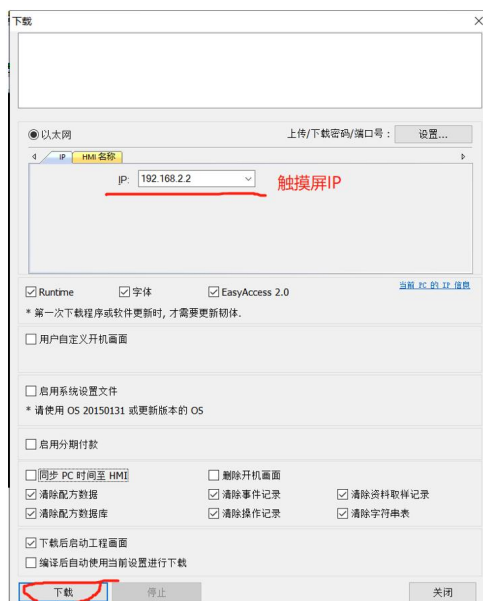 下载
以太网 上传/下载密码/端口号： 设置...
IP HMI 名称
IP: 192.168.2.2 触摸屏IP
Runtime 字体 EasyAccess 2.0 当前 PC 的 IP 信息
* 第一次下载程序或软件更新时, 才需要更新韧体.
用户自定义开机画面
启用系统设置文件
* 请使用 OS 20150131 或更新版本的 OS
启用分期付款
同步 PC 时间至 HMI 删除开机画面
清除配方数据 清除事件记录 清除资料取样记录
清除配方数据库 清除操作记录 清除字符串表
下载后启动工程画面
编译后自动使用当前设置进行下载
下载 停止 关闭